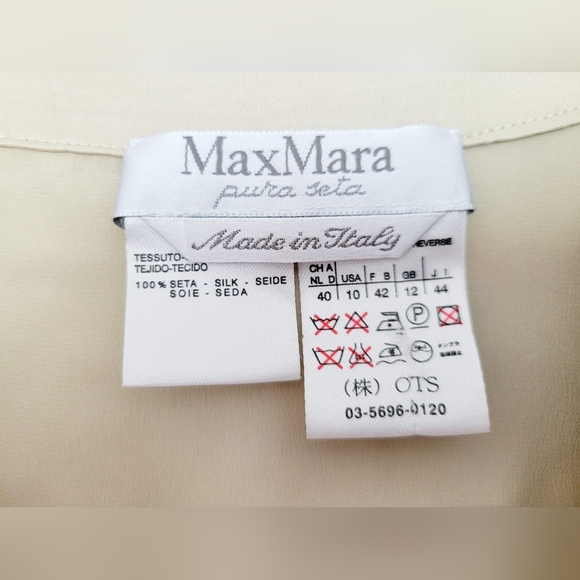 MaxMara
pura seta
Made in Italy
TESSUTO-
TEJIDO-TECIDO
100% SETA - SILK - SEIDE
SOIE - SEDA
REVERSE
CH A
NL D USA F B GB J I
40 10 42 12 44
P
(株) OTS
03-5696-0120